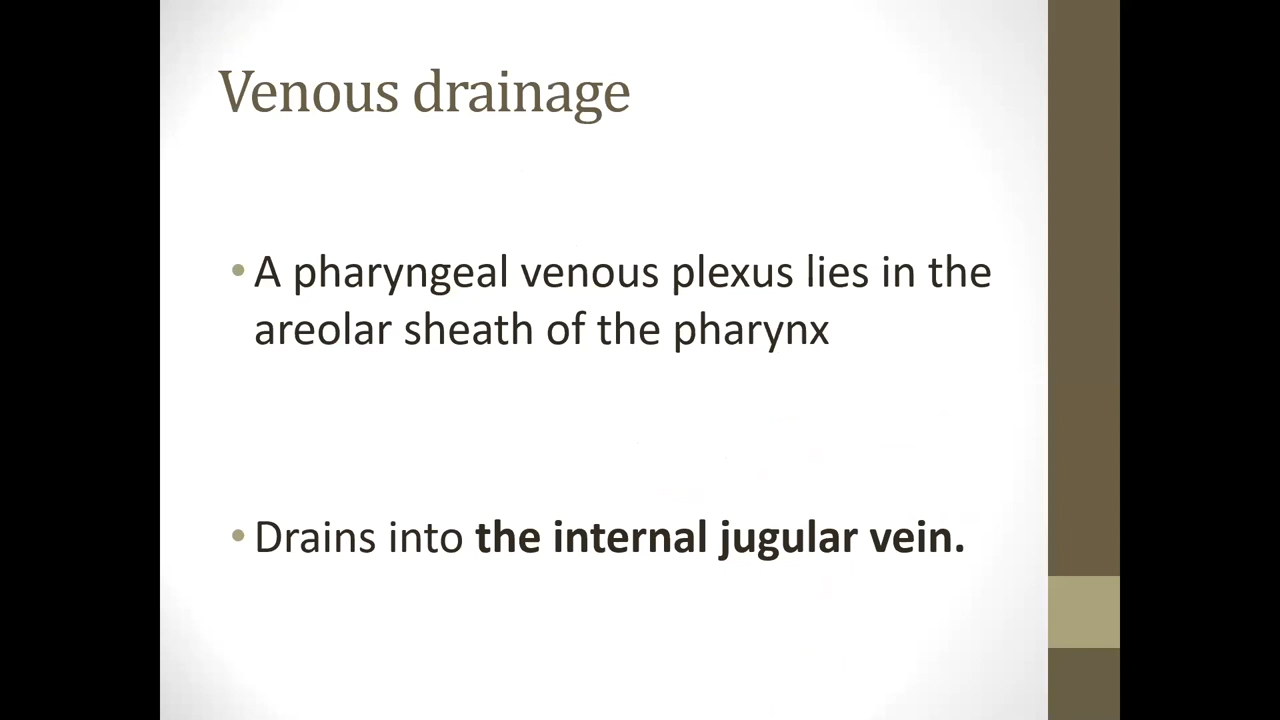 Venous drainage
• A pharyngeal venous plexus lies in the
areolar sheath of the pharynx
• Drains into the internal jugular vein.